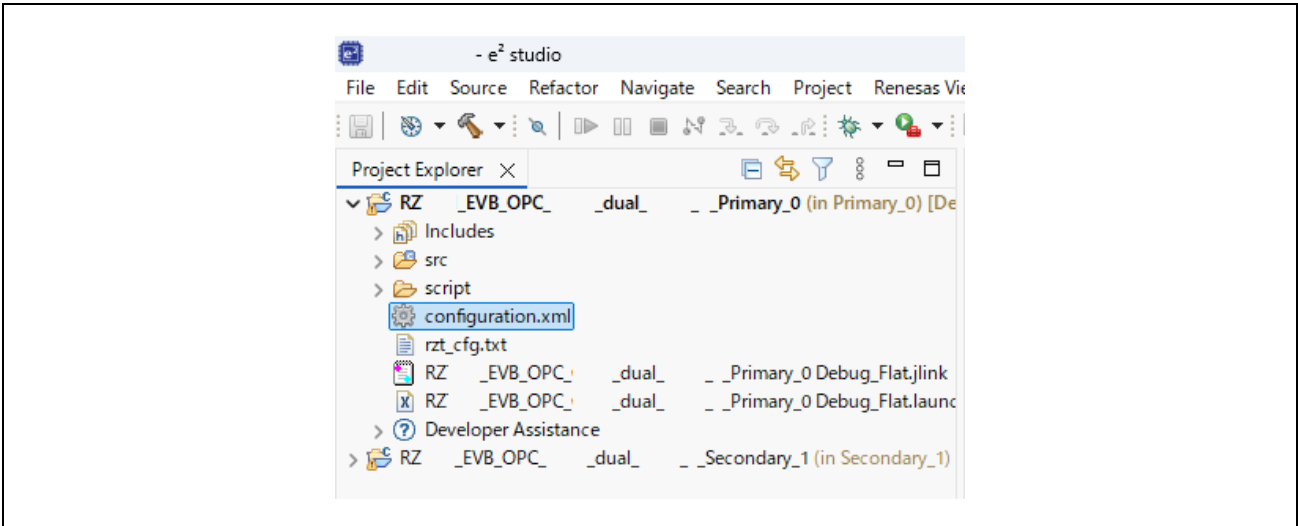 - e² studio
File Edit Source Refactor Navigate Search Project Renesas Vie
Project Explorer
RZ _EVB_OPC_ _dual_ _ _Primary_0 (in Primary_0) [De
Includes
src
script
configuration.xml
rzt_cfg.txt
RZ _EVB_OPC_ _dual_ _ _Primary_0 Debug_Flat.jlink
RZ _EVB_OPC_ _dual_ _ _Primary_0 Debug_Flat.launc
Developer Assistance
RZ _EVB_OPC_ _dual_ _ _Secondary_1 (in Secondary_1)